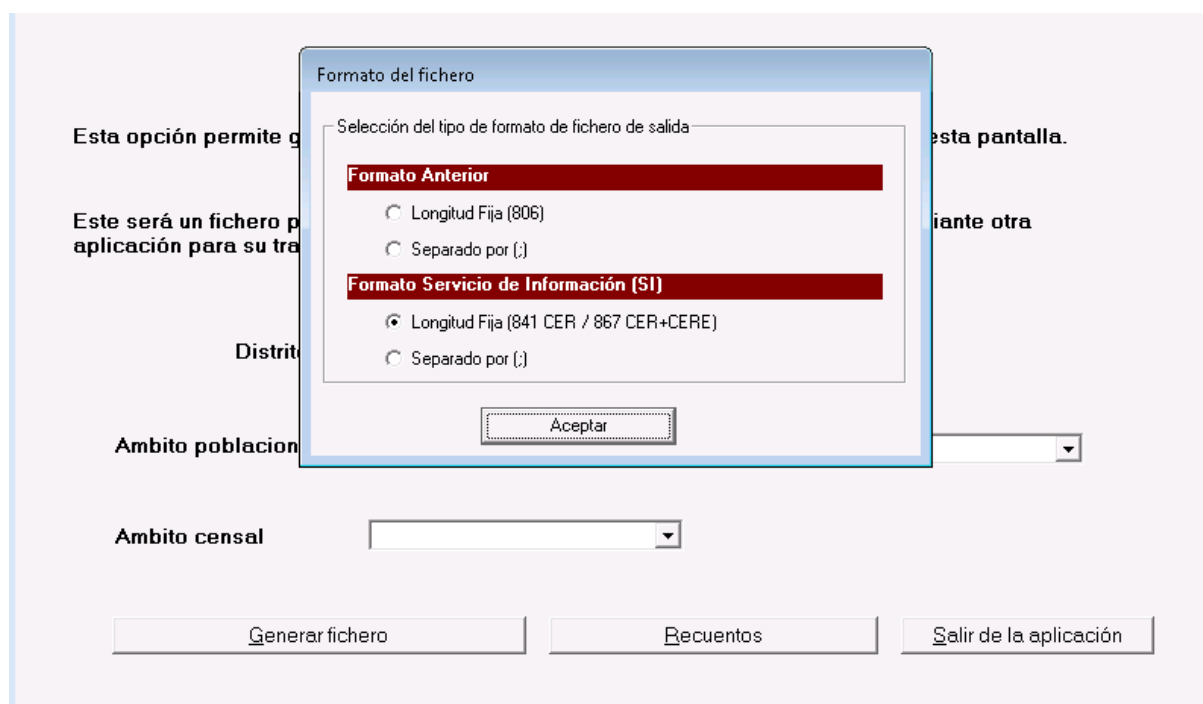 Formato del fichero
Selección del tipo de formato de fichero de salida
Esta opción permite esta pantalla.
Formato Anterior
Longitud Fija (806)
Este será un fichero iante otra
aplicación para su
Separado por (;)
Formato Servicio de Información (SI)
Longitud Fija (841 CER / 867 CER+CERE)
Separado por (;)
Aceptar
Ambito
Ambito censal
Generar fichero
Recuentos
Salir de la aplicación